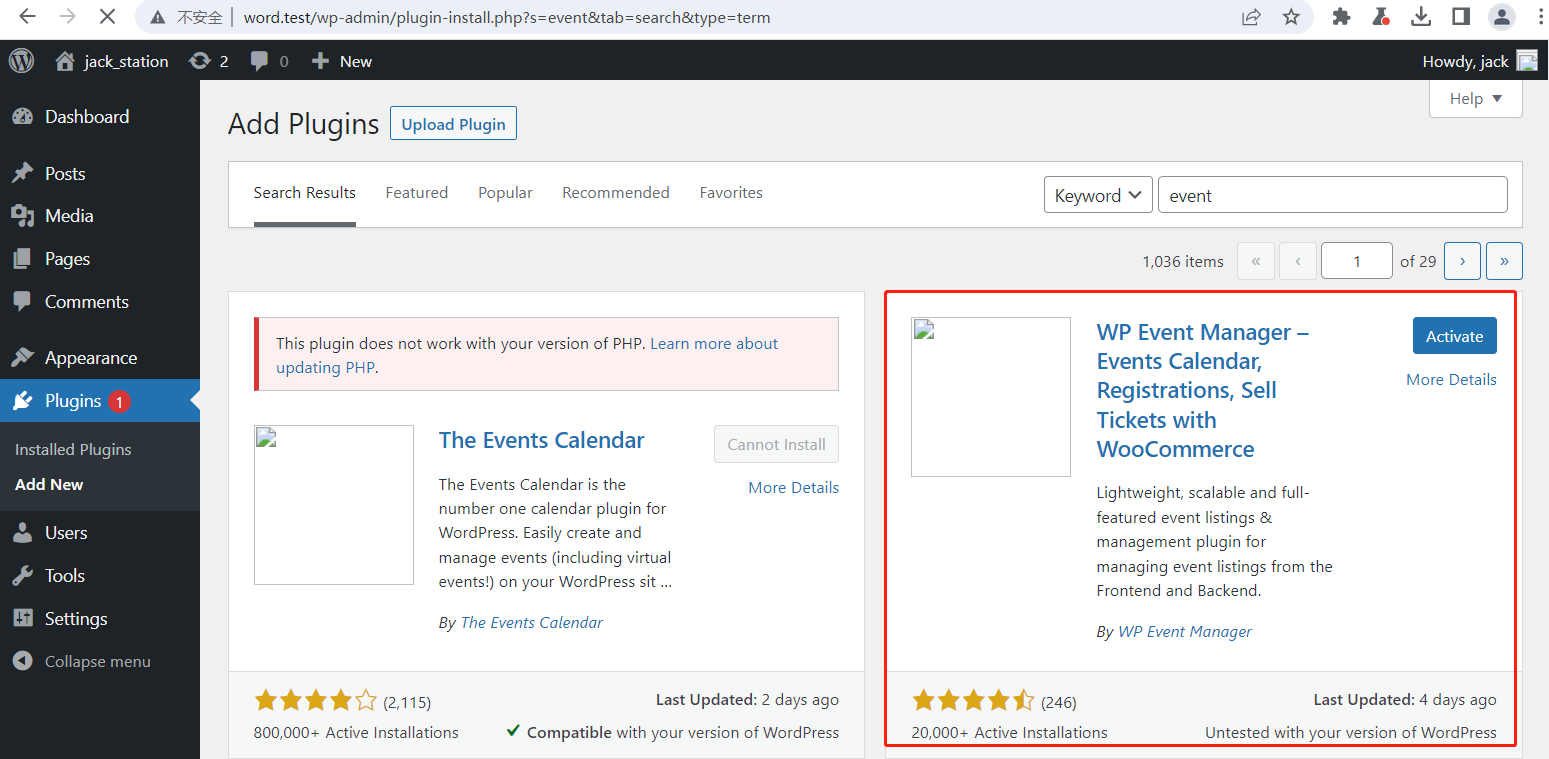 不安全 word.test/wp-admin/plugin-install.php?s=event&tab=search&type=term
jack_station 2 0 New Howdy, jack
Help
Dashboard
Posts
Media
Pages
Comments
Appearance
Plugins 1
Installed Plugins
Add New
Users
Tools
Settings
Collapse menu
Add Plugins Upload Plugin
Search Results Featured Popular Recommended Favorites Keyword event
1,036 items « ‹ 1 of 29 › »
This plugin does not work with your version of PHP. Learn more about
updating PHP.
The Events Calendar
Cannot Install
More Details
The Events Calendar is the
number one calendar plugin for
WordPress. Easily create and
manage events (including virtual
events!) on your WordPress sit ...
By The Events Calendar
(2,115)
Last Updated: 2 days ago
800,000+ Active Installations
Compatible with your version of WordPress
WP Event Manager –
Events Calendar,
Registrations, Sell
Tickets with
WooCommerce
Activate
More Details
Lightweight, scalable and full-
featured event listings &
management plugin for
managing event listings from the
Frontend and Backend.
By WP Event Manager
(246)
Last Updated: 4 days ago
20,000+ Active Installations
Untested with your version of WordPress